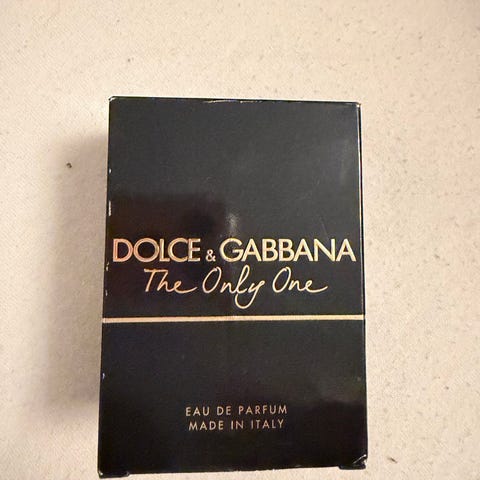 DOLCE & GABBANA
The Only One
EAU DE PARFUM
MADE IN ITALY